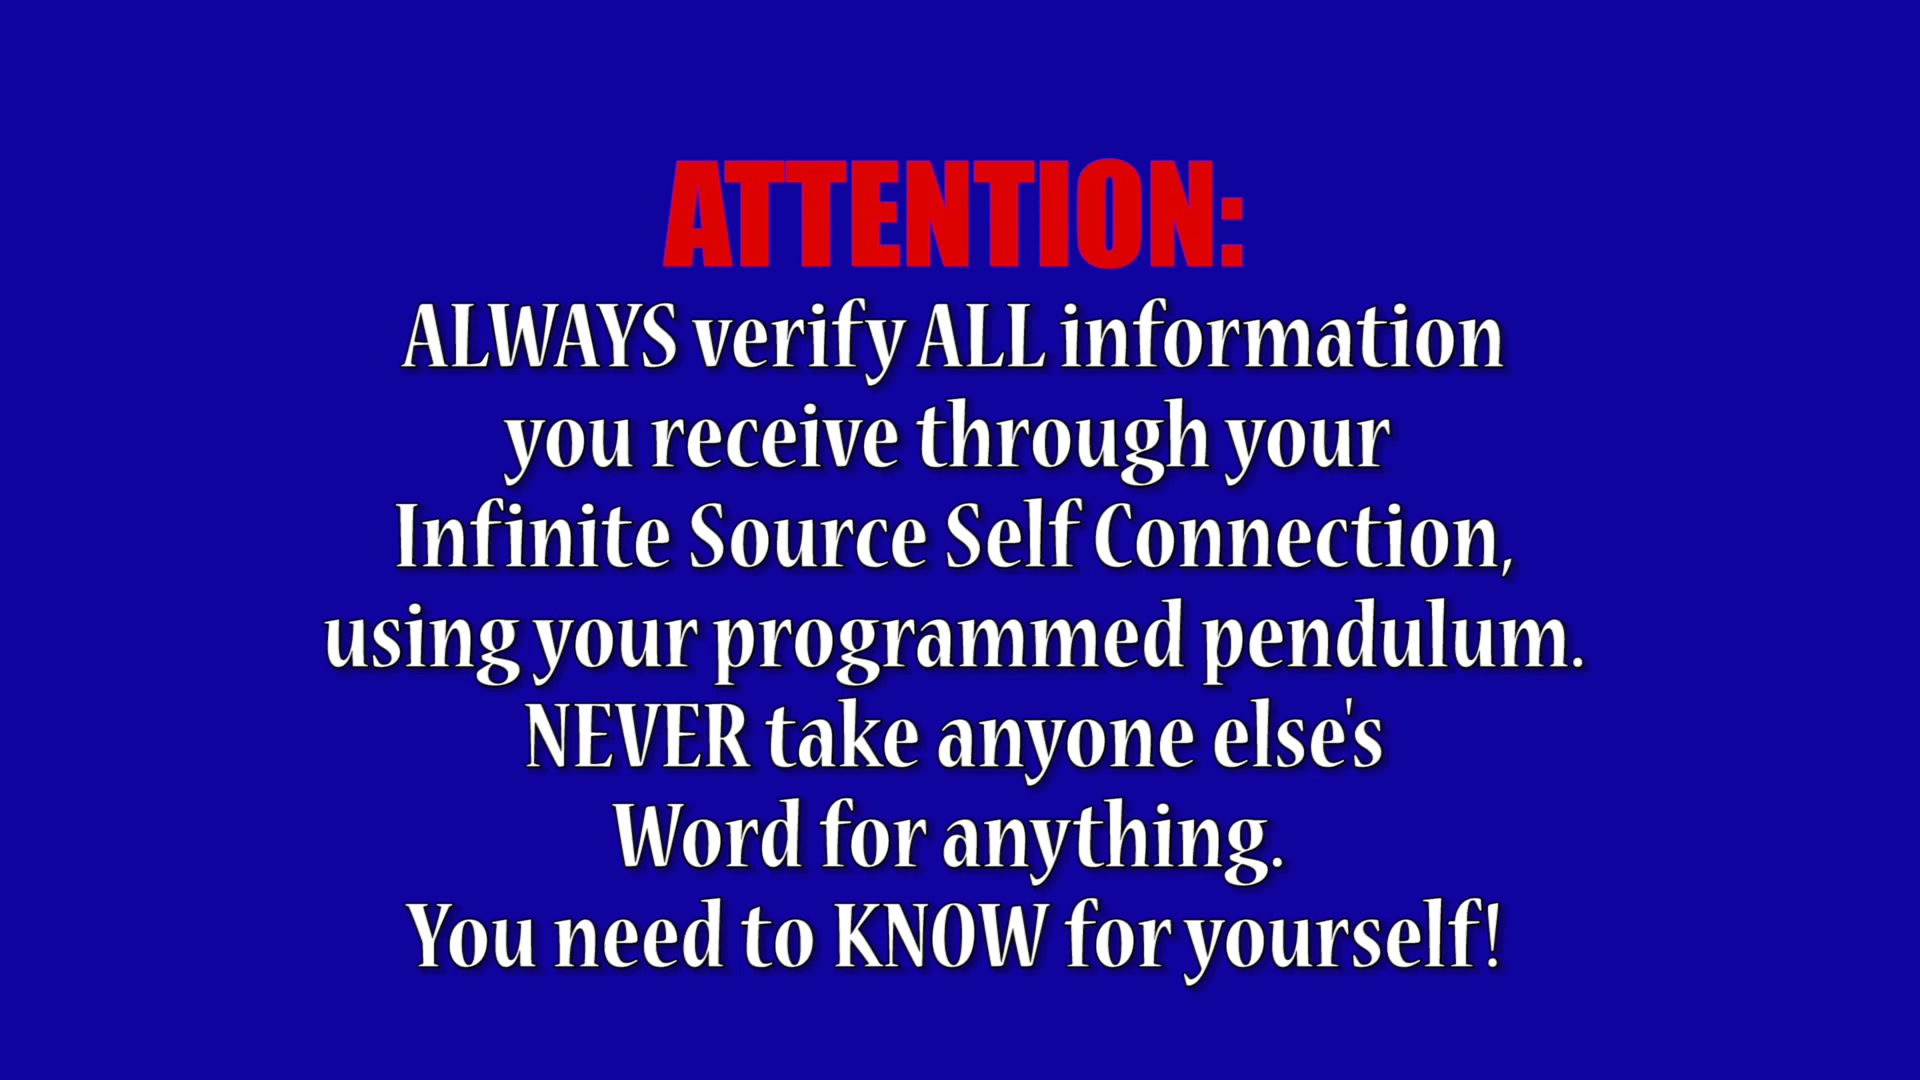 ATTENTION:
ALWAYS verify ALL information
you receive through your
Infinite Source Self Connection,
using your programmed pendulum.
NEVER take anyone else's
Word for anything.
You need to KNOW for yourself!